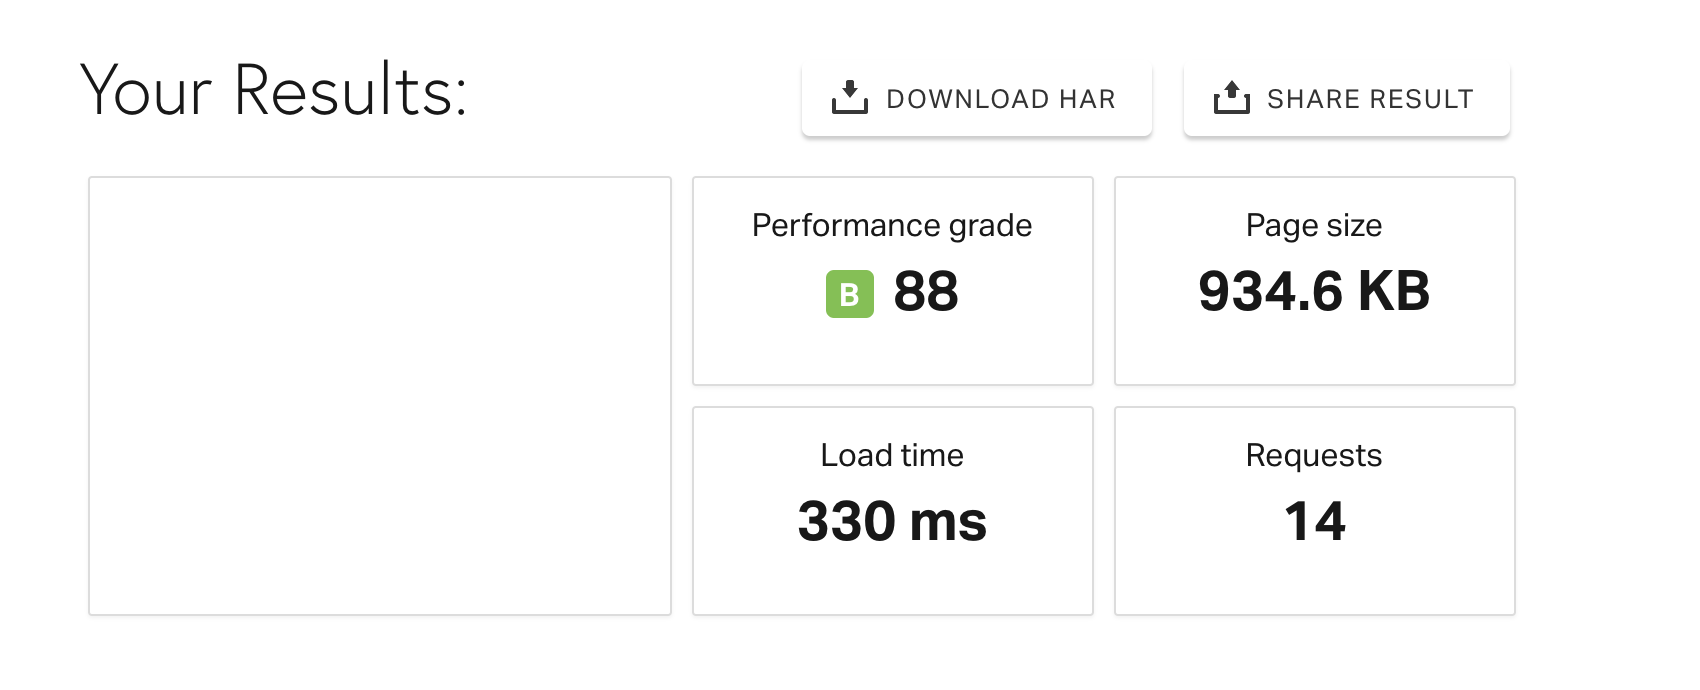 Your Results:
DOWNLOAD HAR
SHARE RESULT
Performance grade
B 88
Page size
934.6 KB
Load time
330 ms
Requests
14